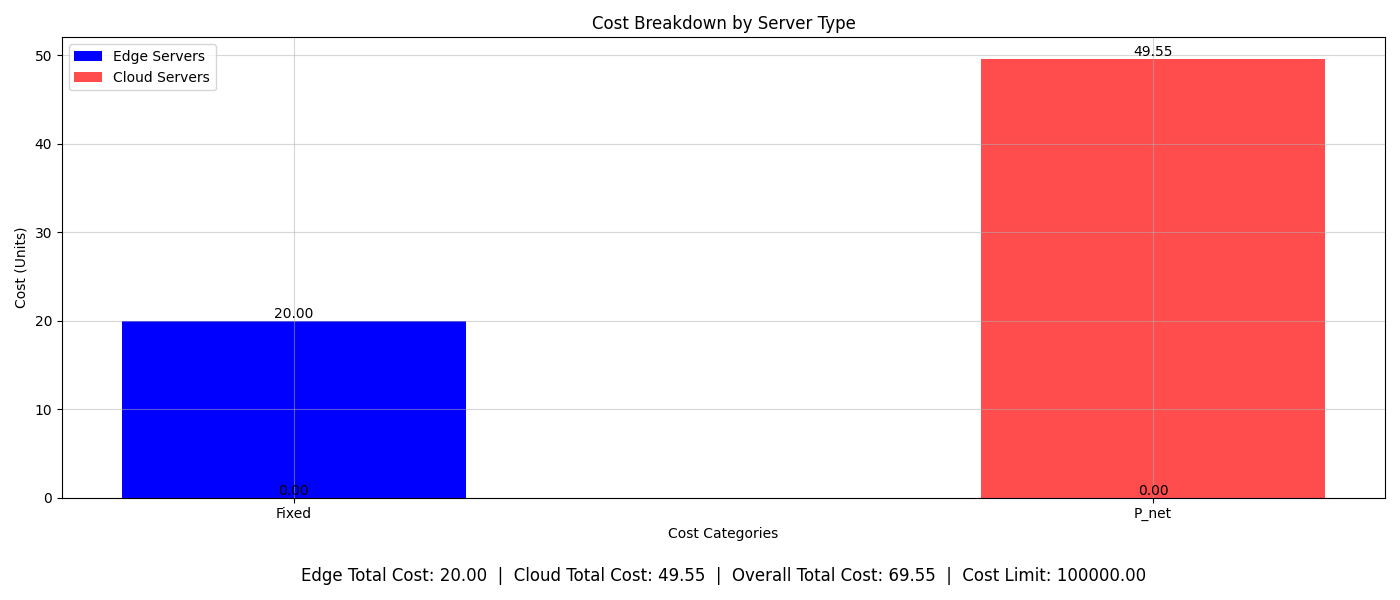 Cost Breakdown by Server Type
Edge Servers
Cloud Servers
50
40
30
20
10
0
Cost (Units)
20.00
0.00
49.55
0.00
Fixed
P_net
Cost Categories
Edge Total Cost: 20.00 | Cloud Total Cost: 49.55 | Overall Total Cost: 69.55 | Cost Limit: 100000.00